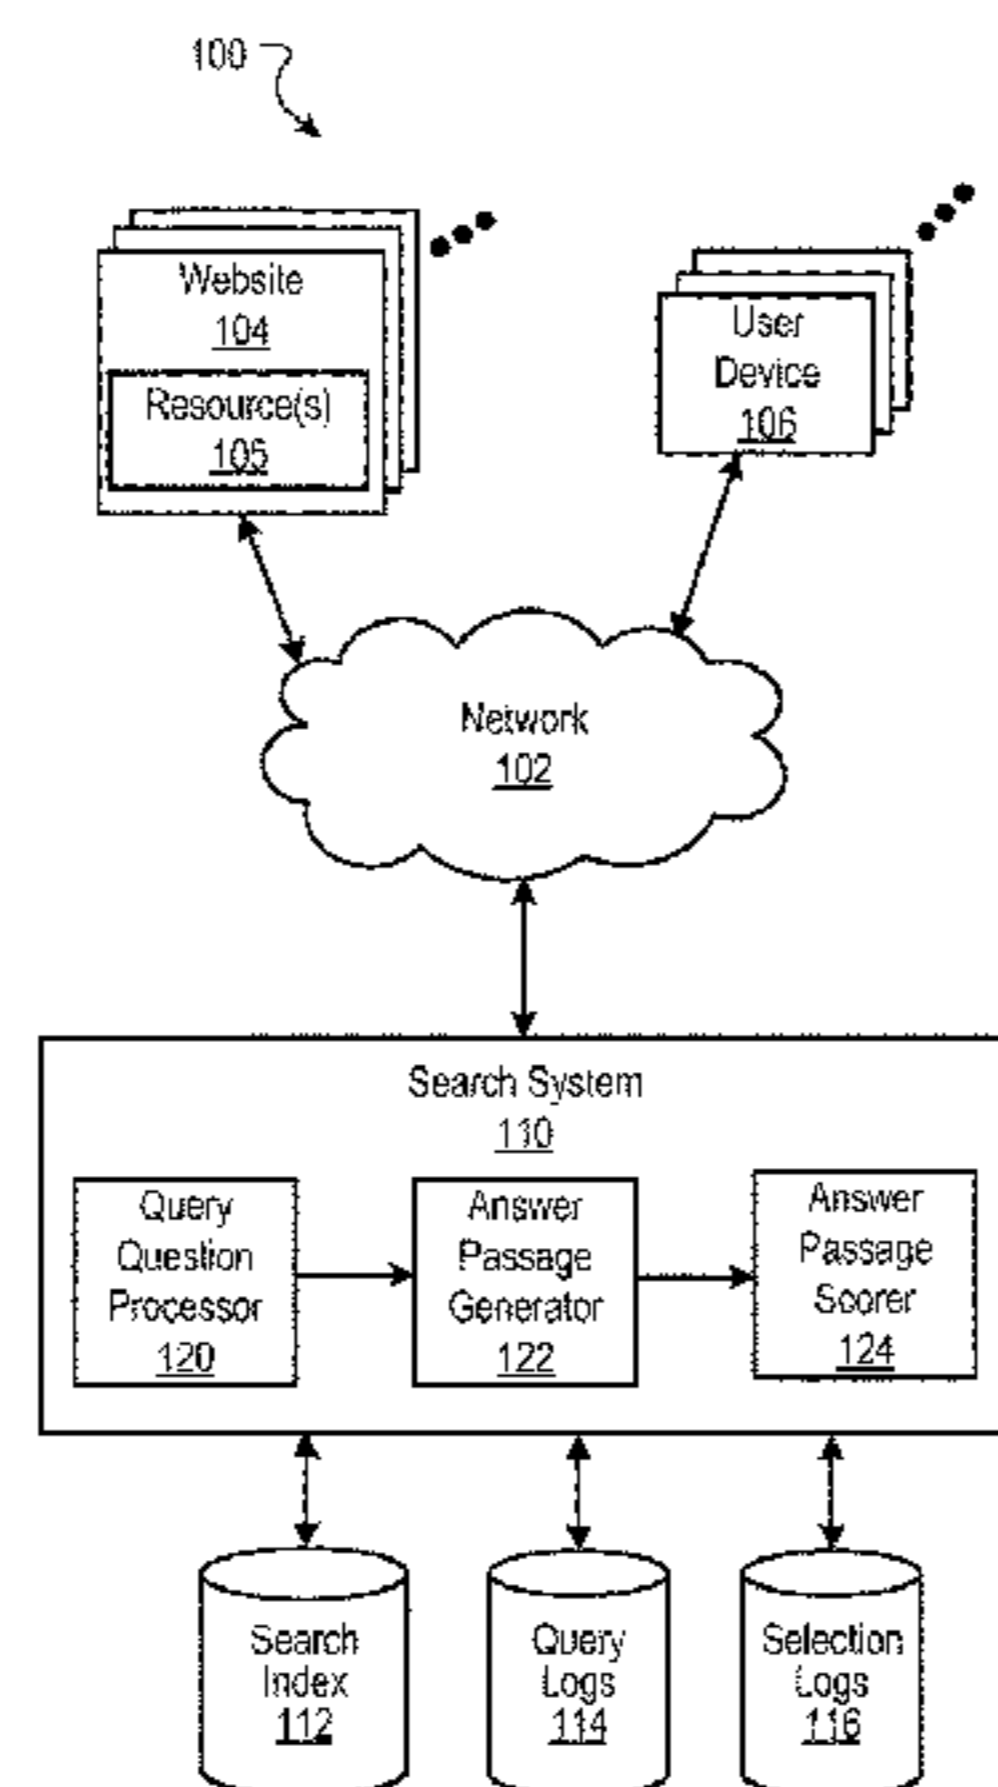 100
Website
104
Resource(s)
105
User
Device
106
Network
102
Search System
110
Query
Question
Processor
120
Answer
Passage
Generator
122
Answer
Passage
Scorer
124
Search
Index
112
Query
Logs
114
Selection
Logs
116